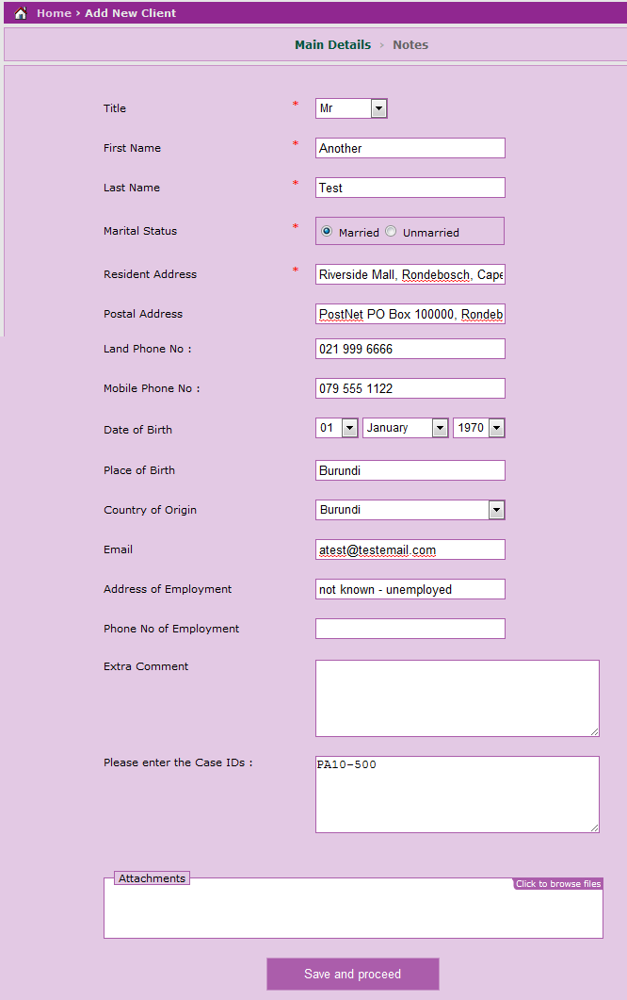 Home › Add New Client
Main Details › Notes
Title * Mr
First Name * Another
Last Name * Test
Marital Status * Married Unmarried
Resident Address * Riverside Mall, Rondebosch, Cape
Postal Address PostNet PO Box 100000, Rondeb
Land Phone No : 021 999 6666
Mobile Phone No : 079 555 1122
Date of Birth 01 January 1970
Place of Birth Burundi
Country of Origin Burundi
Email atest@testemail.com
Address of Employment not known - unemployed
Phone No of Employment
Extra Comment
Please enter the Case IDs : PA10-500
Attachments Click to browse files
Save and proceed